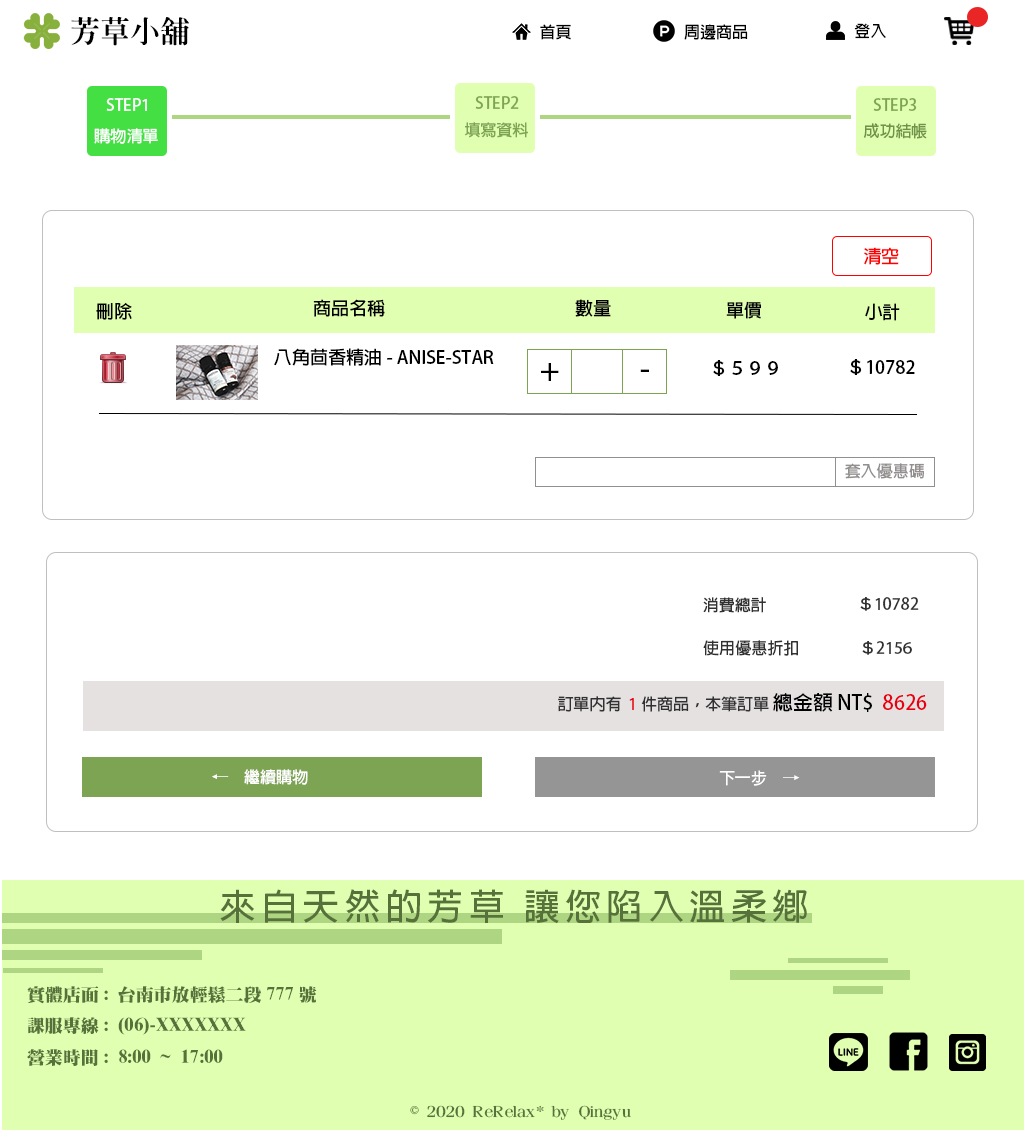 芳草小舖
首頁
P 周邊商品
登入
STEP1
購物清單
STEP2
填寫資料
STEP3
成功結帳
清空
刪除 商品名稱 數量 單價 小計
八角茴香精油 - ANISE-STAR + - $599 $10782
套入優惠碼
消費總計 $10782
使用優惠折扣 $2156
訂單內有 1 件商品，本筆訂單 總金額 NT$ 8626
← 繼續購物
下一步 →
來自天然的芳草 讓您陷入溫柔鄉
實體店面: 台南市放輕鬆二段 777 號
課服專線: (06)-XXXXXXX
營業時間: 8:00 ~ 17:00
LINE
© 2020 ReRelax* by Qingyu